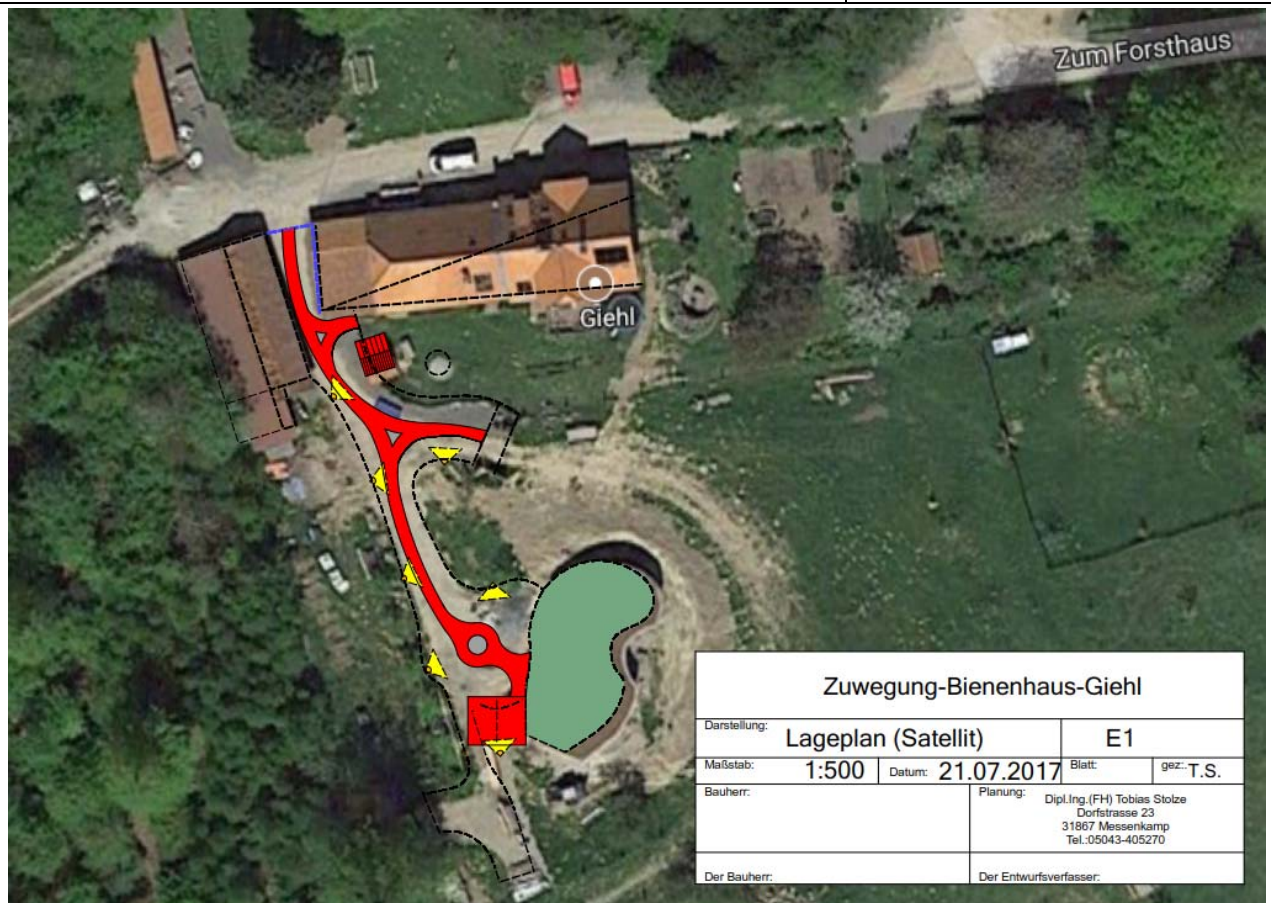 Zum Forsthaus
Giehl
Zuwegung-Bienenhaus-Giehl
Darstellung:
Lageplan (Satellit)
E1
Maßstab:
1:500
Datum:
21.07.2017
Blatt:
gez.:
T.S.
Bauherr:
Planung:
Dipl.Ing.(FH) Tobias Stolze
Dorfstrasse 23
31867 Messenkamp
Tel.:05043-405270
Der Bauherr:
Der Entwurfsverfasser: